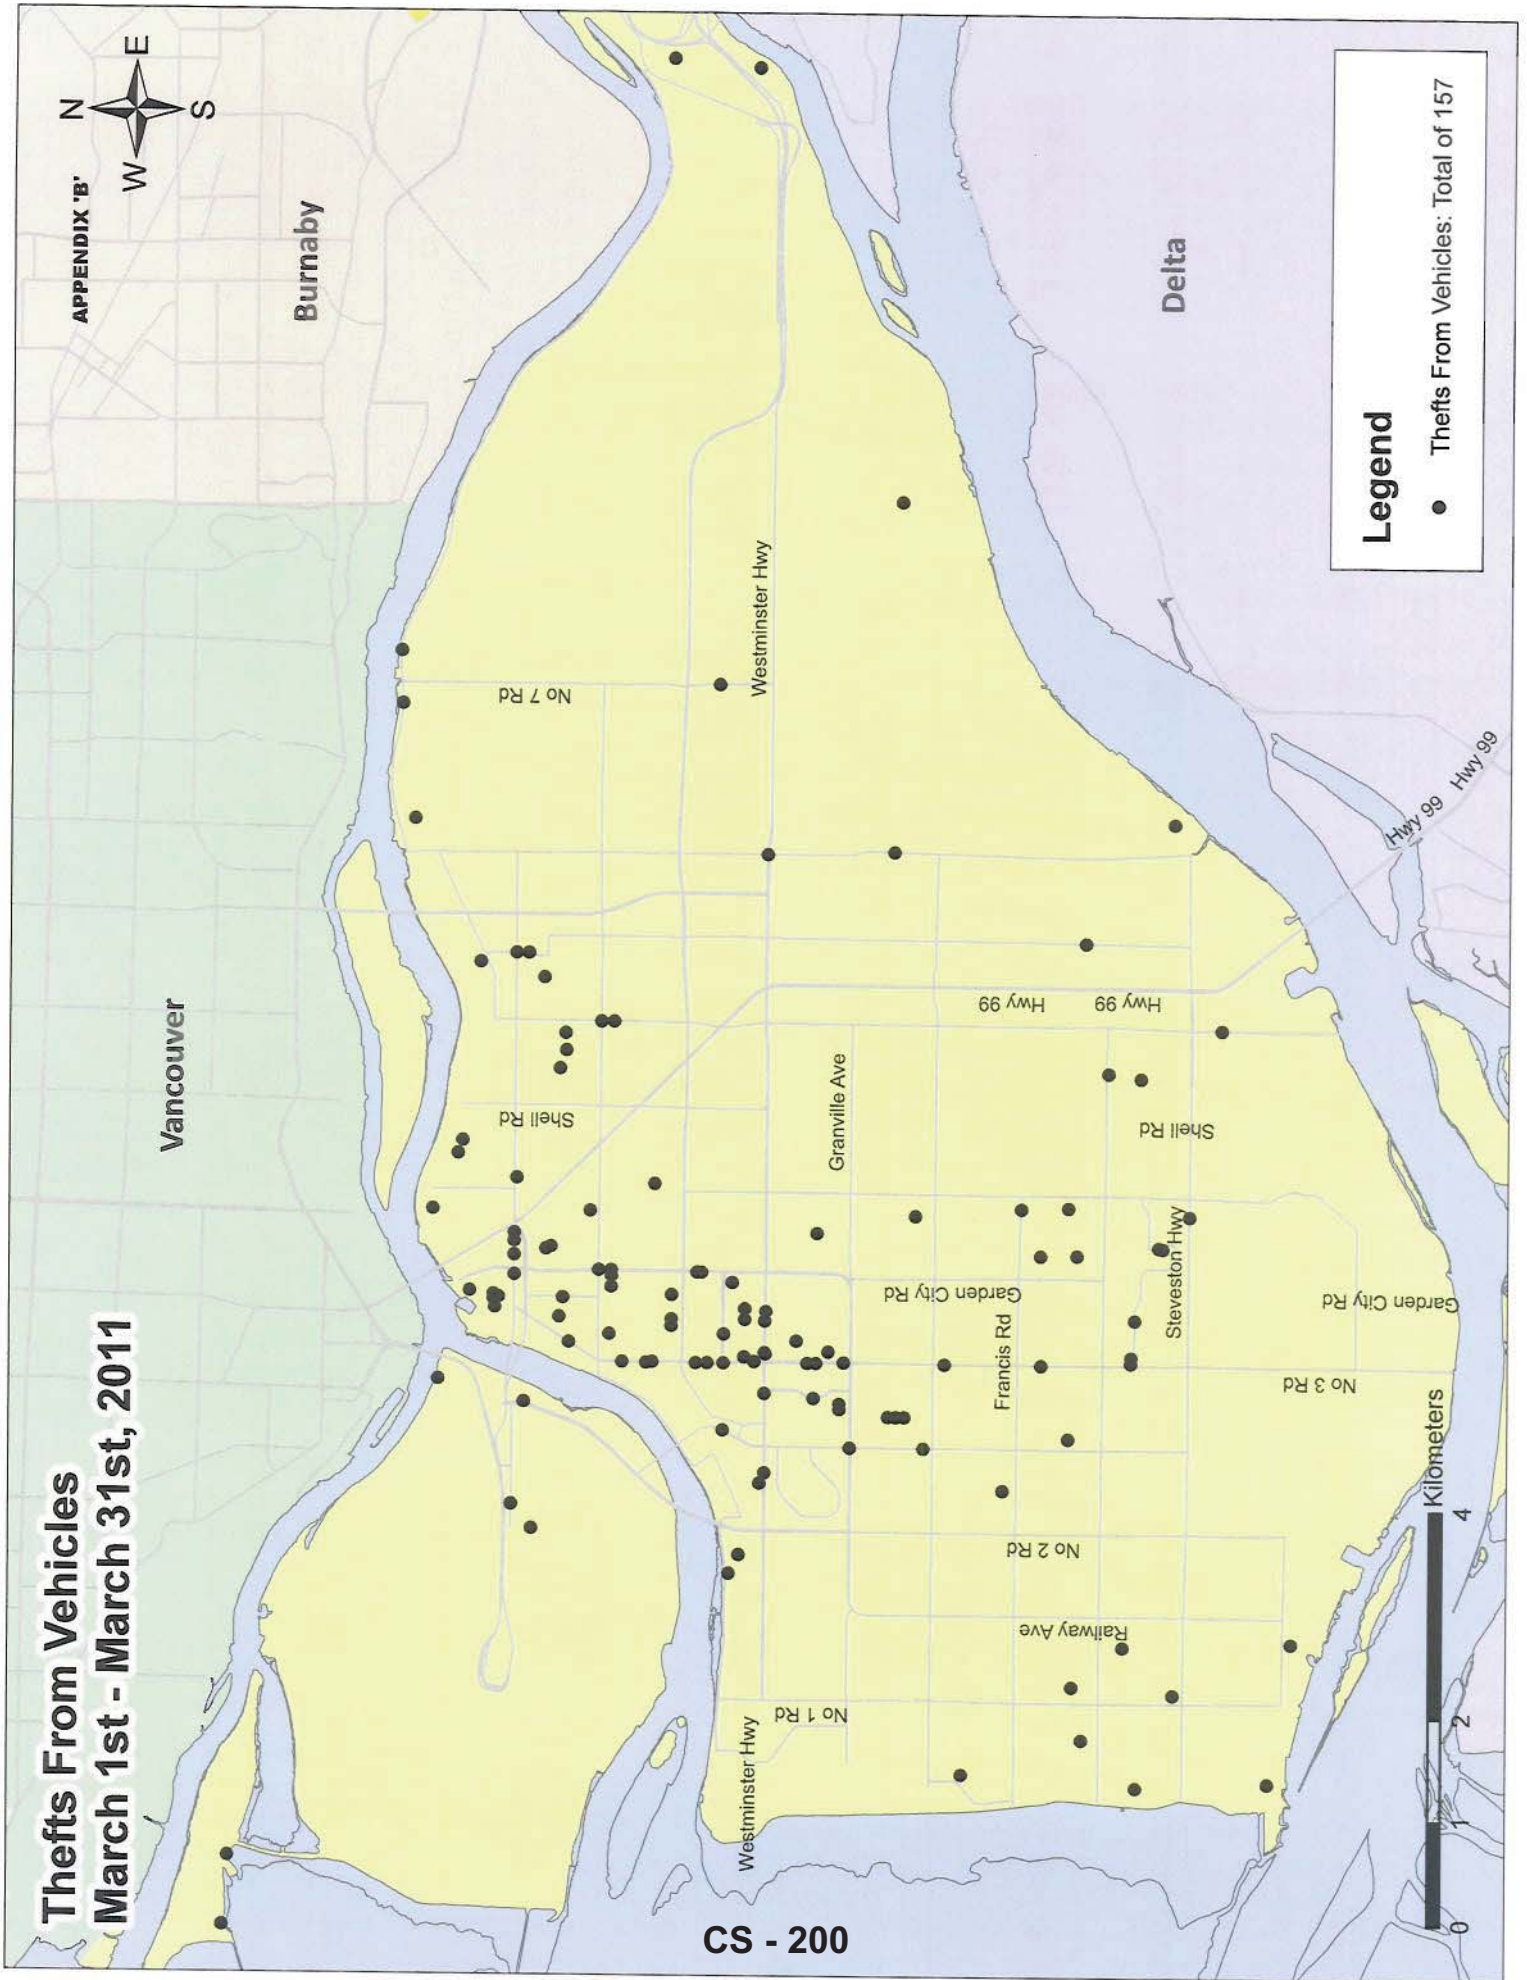 Thefts From Vehicles
March 1st - March 31st, 2011
APPENDIX 'B'
N
W
E
S
Vancouver
Burnaby
Delta
No 7 Rd
Westminster Hwy
Shell Rd
Granville Ave
Hwy 99
Hwy 99
Hwy 99
Hwy 99
Shell Rd
Garden City Rd
Steveston Hwy
Garden City Rd
Francis Rd
No 3 Rd
No 2 Rd
Railway Ave
No 1 Rd
Westminster Hwy
Legend
Thefts From Vehicles: Total of 157
Kilometers
0
1
2
4
CS - 200